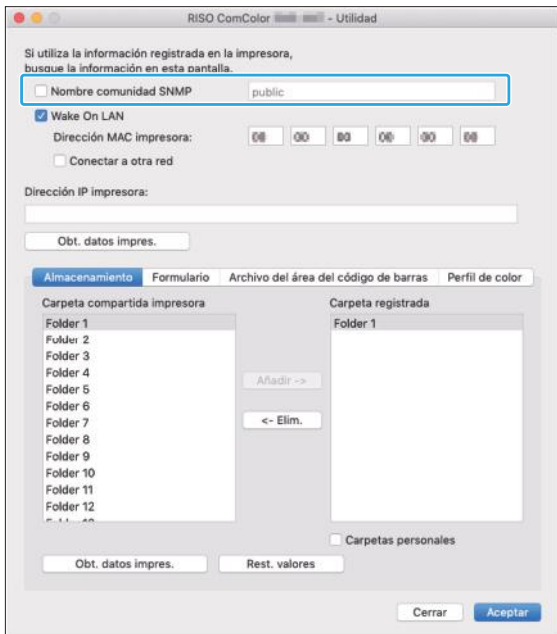 RISO ComColor - Utilidad
Si utiliza la información registrada en la impresora,
busque la información en esta pantalla.
Nombre comunidad SNMP public
Wake On LAN
Dirección MAC impresora:
Conectar a otra red
Dirección IP impresora:
Obt. datos impres.
Almacenamiento Formulario Archivo del área del código de barras Perfil de color
Carpeta compartida impresora Carpeta registrada
Folder 1 Folder 1
Folder 2
Folder 3
Folder 4
Folder 5
Folder 6
Folder 7
Folder 8
Folder 9
Folder 10
Folder 11
Folder 12
Añadir ->
<- Elim.
Carpetas personales
Obt. datos impres. Rest. valores
Cerrar Aceptar